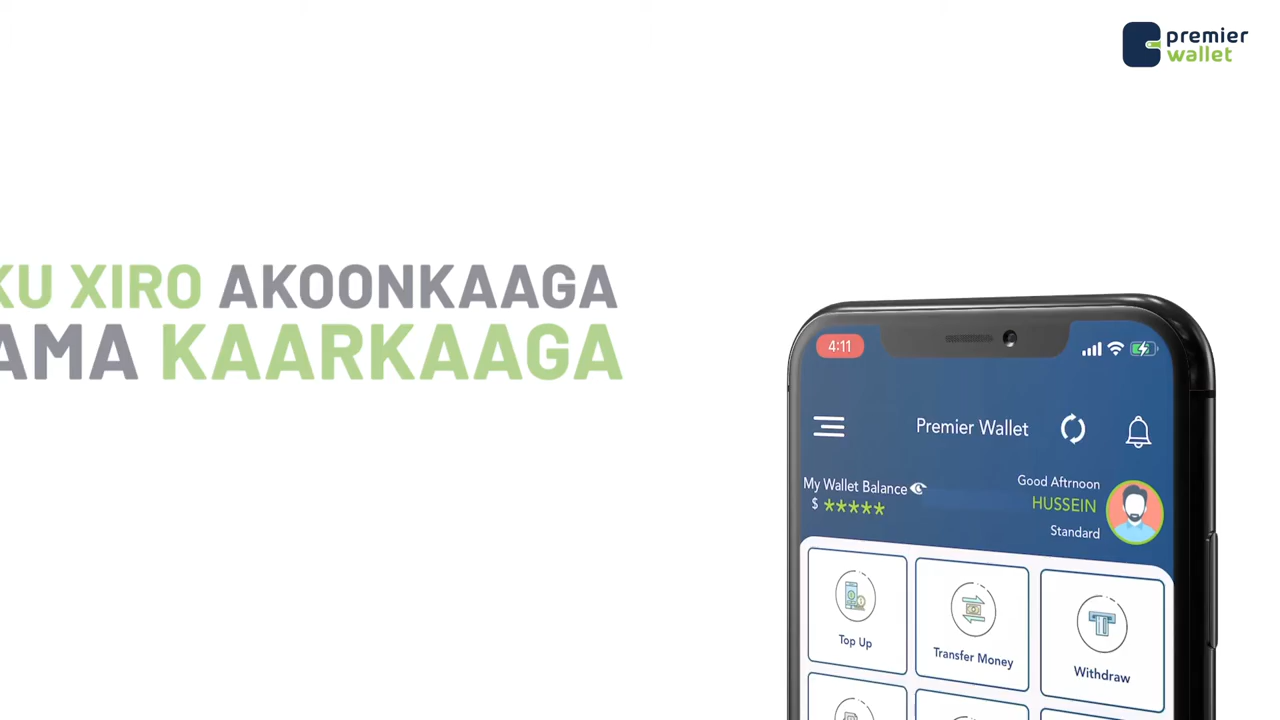 premier
wallet
KU XIRO AKOONKAAGA
AMA KAARKAAGA
4:11
Premier Wallet
My Wallet Balance
$ *****
Good Aftrnoon
HUSSEIN
Standard
Top Up
Transfer Money
Withdraw